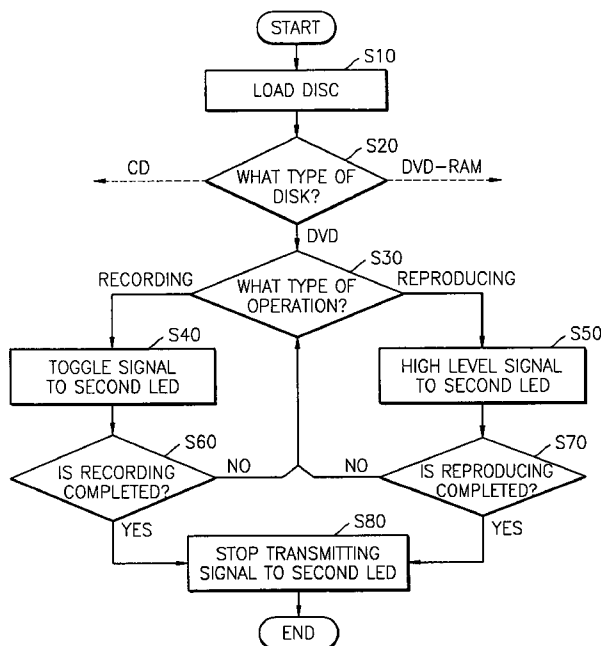 START
S10
LOAD DISC
S20
CD
DVD-RAM
WHAT TYPE OF
DISK?
DVD
S30
RECORDING
REPRODUCING
WHAT TYPE OF
OPERATION?
S40
S50
TOGGLE SIGNAL
TO SECOND LED
HIGH LEVEL SIGNAL
TO SECOND LED
S60
S70
IS RECORDING
COMPLETED?
NO
NO
IS REPRODUCING
COMPLETED?
YES
S80
YES
STOP TRANSMITTING
SIGNAL TO SECOND LED
END